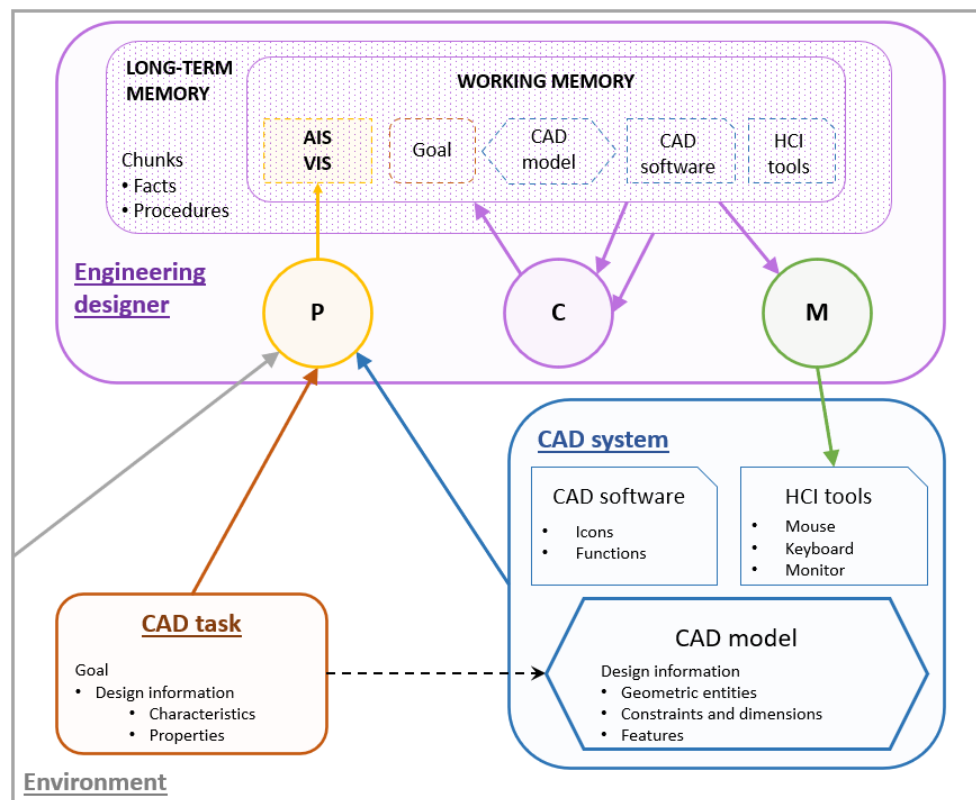 LONG-TERM
MEMORY
WORKING MEMORY
AIS
VIS
Goal
CAD
model
CAD
software
HCI
tools
Chunks
• Facts
• Procedures
Engineering
designer
P
C
M
CAD system
CAD software
• Icons
• Functions
HCI tools
• Mouse
• Keyboard
• Monitor
CAD task
Goal
• Design information
• Characteristics
• Properties
CAD model
Design information
• Geometric entities
• Constraints and dimensions
• Features
Environment